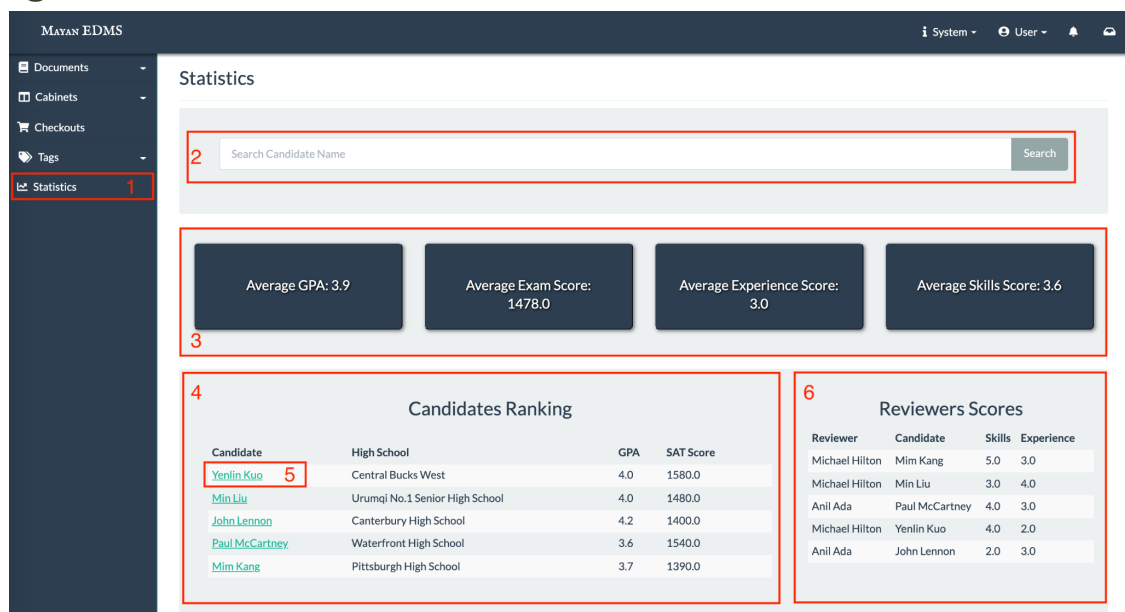 Mayan EDMS
System
User
Documents
Cabinets
Checkouts
Tags
Statistics 1
Statistics
2 Search Candidate Name Search
Average GPA: 3.9
Average Exam Score:
1478.0
Average Experience Score:
3.0
Average Skills Score: 3.6
3
4
Candidates Ranking
Candidate High School GPA SAT Score
Yenlin Kuo 5 Central Bucks West 4.0 1580.0
Min Liu Urumqi No.1 Senior High School 4.0 1480.0
John Lennon Canterbury High School 4.2 1400.0
Paul McCartney Waterfront High School 3.6 1540.0
Mim Kang Pittsburgh High School 3.7 1390.0
6
Reviewers Scores
Reviewer Candidate Skills Experience
Michael Hilton Mim Kang 5.0 3.0
Michael Hilton Min Liu 3.0 4.0
Anil Ada Paul McCartney 4.0 3.0
Michael Hilton Yenlin Kuo 4.0 2.0
Anil Ada John Lennon 2.0 3.0